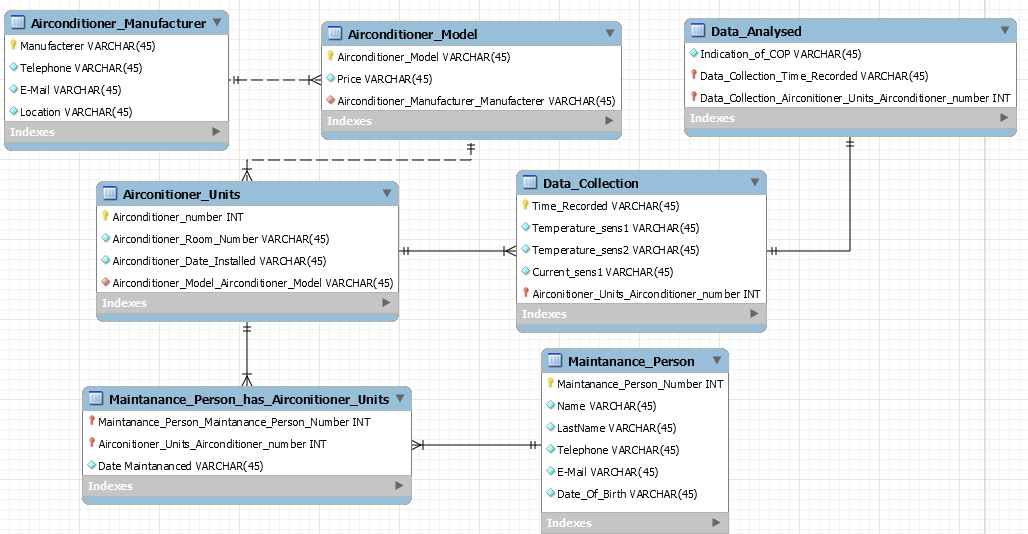 Airconditioner_Manufacturer
Manufacterer VARCHAR(45)
Telephone VARCHAR(45)
E-Mail VARCHAR(45)
Location VARCHAR(45)
Indexes
Airconditioner_Model
Airconditioner_Model VARCHAR(45)
Price VARCHAR(45)
Airconditioner_Manufacturer_Manufacterer VARCHAR(45)
Indexes
Data_Analysed
Indication_of_COP VARCHAR(45)
Data_Collection_Time_Recorded VARCHAR(45)
Data_Collection_Airconitioner_Units_Airconditioner_number INT
Indexes
Airconitioner_Units
Airconditioner_number INT
Airconditioner_Room_Number VARCHAR(45)
Airconditioner_Date_Installed VARCHAR(45)
Airconditioner_Model_Airconditioner_Model VARCHAR(45)
Indexes
Data_Collection
Time_Recorded VARCHAR(45)
Temperature_sens1 VARCHAR(45)
Temperature_sens2 VARCHAR(45)
Current_sens1 VARCHAR(45)
Airconitioner_Units_Airconditioner_number INT
Indexes
Maintanance_Person_has_Airconitioner_Units
Maintanance_Person_Maintanance_Person_Number INT
Airconitioner_Units_Airconditioner_number INT
Date Maintananced VARCHAR(45)
Indexes
Maintanance_Person
Maintanance_Person_Number INT
Name VARCHAR(45)
LastName VARCHAR(45)
Telephone VARCHAR(45)
E-Mail VARCHAR(45)
Date_Of_Birth VARCHAR(45)
Indexes